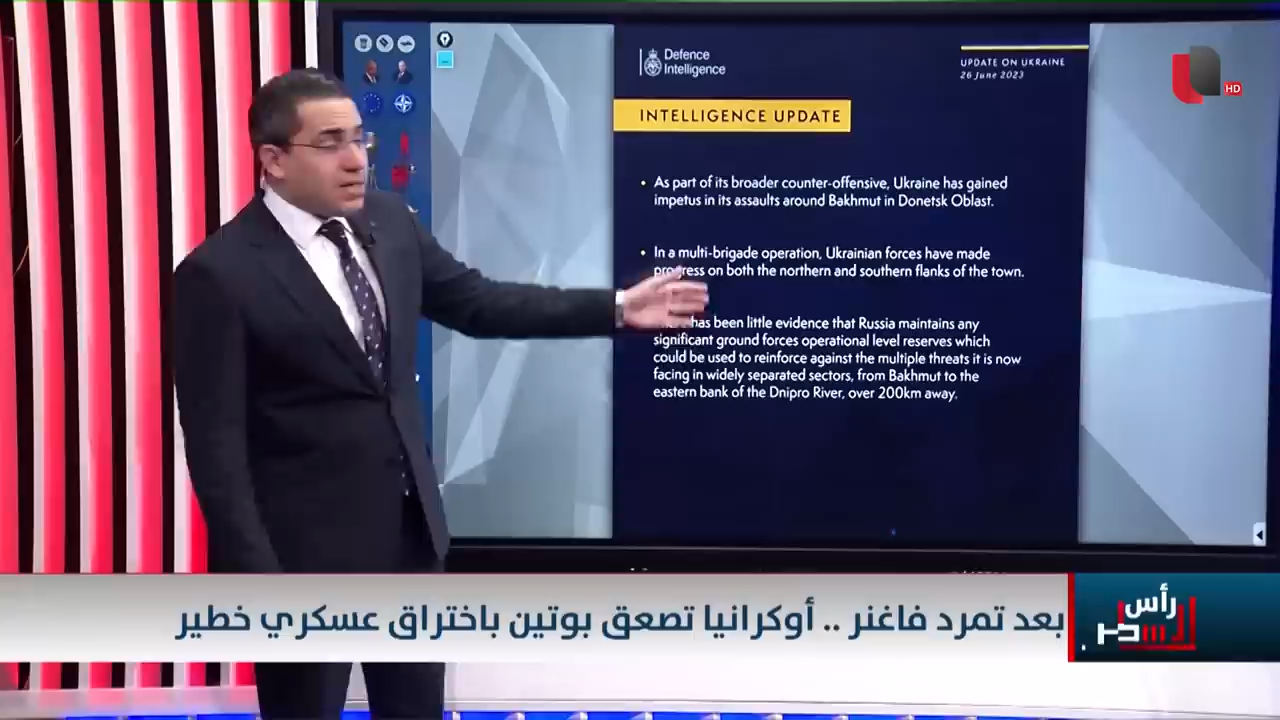 Defence
Intelligence
UPDATE ON UKRAINE
26 June 2023
HD
INTELLIGENCE UPDATE
• As part of its broader counter-offensive, Ukraine has gained
impetus in its assaults around Bakhmut in Donetsk Oblast.
• In a multi-brigade operation, Ukrainian forces have made
progress on both the northern and southern flanks of the town.
has been little evidence that Russia maintains any
significant ground forces operational level reserves which
could be used to reinforce against the multiple threats it is now
facing in widely separated sectors, from Bakhmut to the
eastern bank of the Dnipro River, over 200km away.
رأس
السطر
بعد تمرد فاغنر .. أوكرانيا تصعق بوتين باختراق عسكري خطير